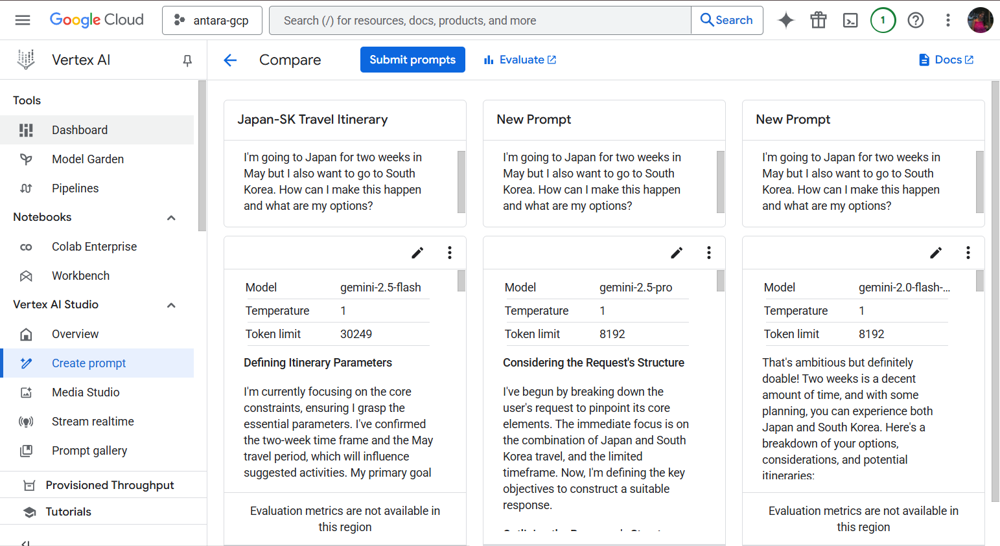 Google Cloud
antara-gcp
Search (/) for resources, docs, products, and more
Search
1
Vertex AI
Compare
Submit prompts
Evaluate
Docs
Tools
Dashboard
Model Garden
Pipelines
Notebooks
Colab Enterprise
Workbench
Vertex AI Studio
Overview
Create prompt
Media Studio
Stream realtime
Prompt gallery
Provisioned Throughput
Tutorials
Japan-SK Travel Itinerary
I'm going to Japan for two weeks in
May but I also want to go to South
Korea. How can I make this happen
and what are my options?
Model gemini-2.5-flash
Temperature 1
Token limit 30249
Defining Itinerary Parameters
I'm currently focusing on the core
constraints, ensuring I grasp the
essential parameters. I've confirmed
the two-week time frame and the May
travel period, which will influence
suggested activities. My primary goal
Evaluation metrics are not available in
this region
New Prompt
I'm going to Japan for two weeks in
May but I also want to go to South
Korea. How can I make this happen
and what are my options?
Model gemini-2.5-pro
Temperature 1
Token limit 8192
Considering the Request's Structure
I've begun by breaking down the
user's request to pinpoint its core
elements. The immediate focus is on
the combination of Japan and South
Korea travel, and the limited
timeframe. Now, I'm defining the key
objectives to construct a suitable
response.
New Prompt
I'm going to Japan for two weeks in
May but I also want to go to South
Korea. How can I make this happen
and what are my options?
Model gemini-2.0-flash-...
Temperature 1
Token limit 8192
That's ambitious but definitely
doable! Two weeks is a decent
amount of time, and with some
planning, you can experience both
Japan and South Korea. Here's a
breakdown of your options,
considerations, and potential
itineraries:
Evaluation metrics are not available in
this region